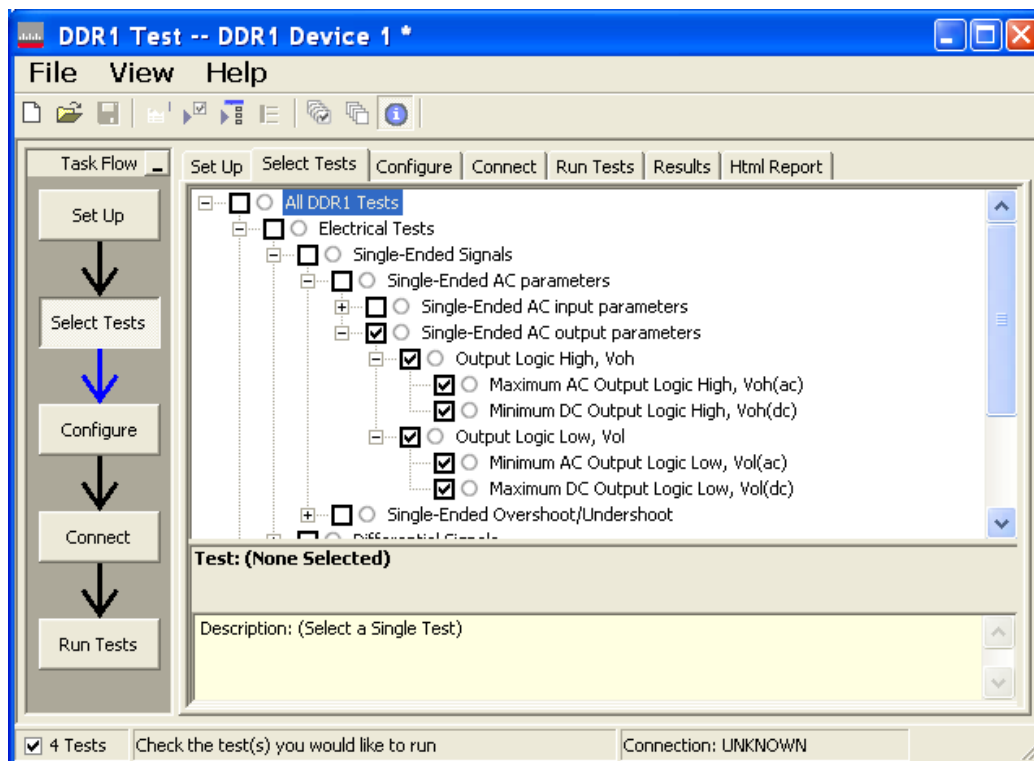 DDR1 Test -- DDR1 Device 1 *
File View Help
Task Flow
Set Up
Select Tests
Configure
Connect
Run Tests
Set Up Select Tests Configure Connect Run Tests Results Html Report
All DDR1 Tests
Electrical Tests
Single-Ended Signals
Single-Ended AC parameters
Single-Ended AC input parameters
Single-Ended AC output parameters
Output Logic High, Voh
Maximum AC Output Logic High, Voh(ac)
Minimum DC Output Logic High, Voh(dc)
Output Logic Low, Vol
Minimum AC Output Logic Low, Vol(ac)
Maximum DC Output Logic Low, Vol(dc)
Single-Ended Overshoot/Undershoot
Differential Signals
Test: (None Selected)
Description: (Select a Single Test)
4 Tests Check the test(s) you would like to run Connection: UNKNOWN